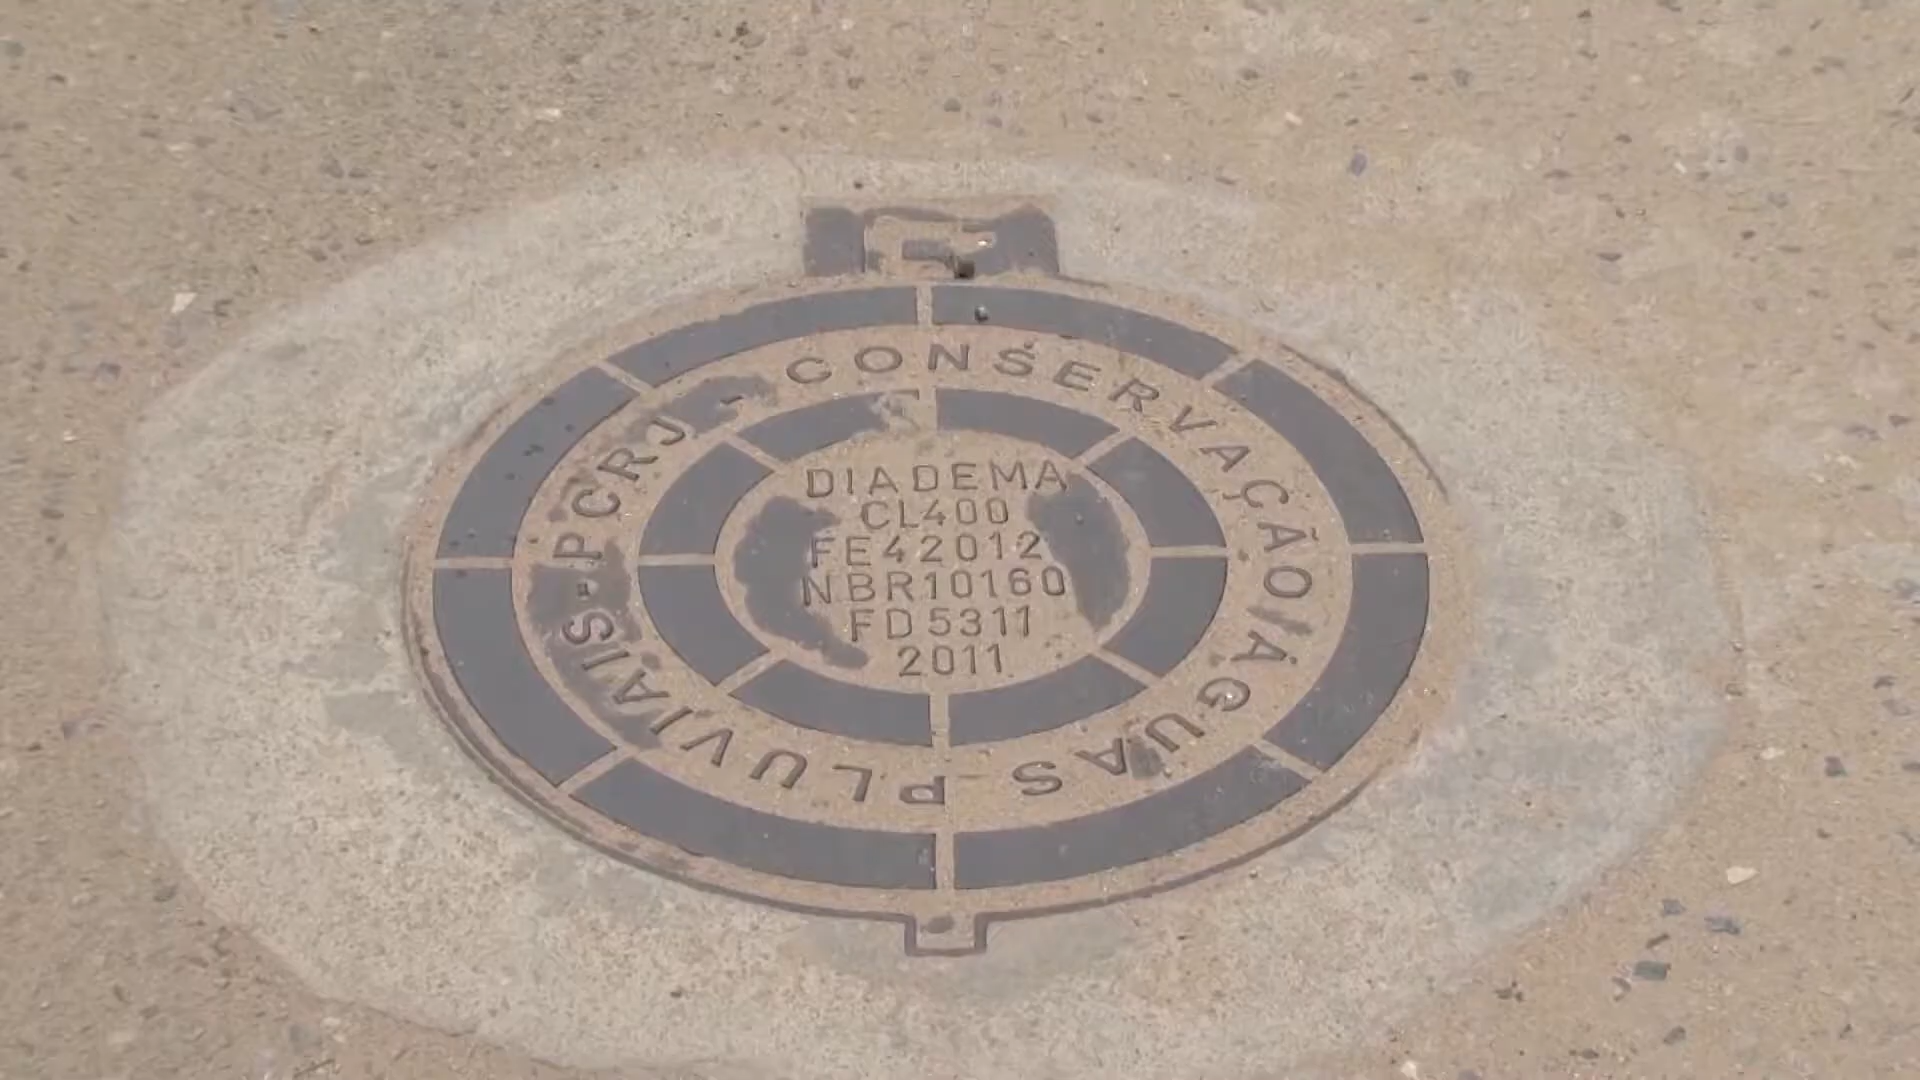 PCRJ - CONSERVAÇÃO/ÁGUAS PLUVIAIS -
DIADEMA
CL400
FE42012
NBR10160
FD5311
2011